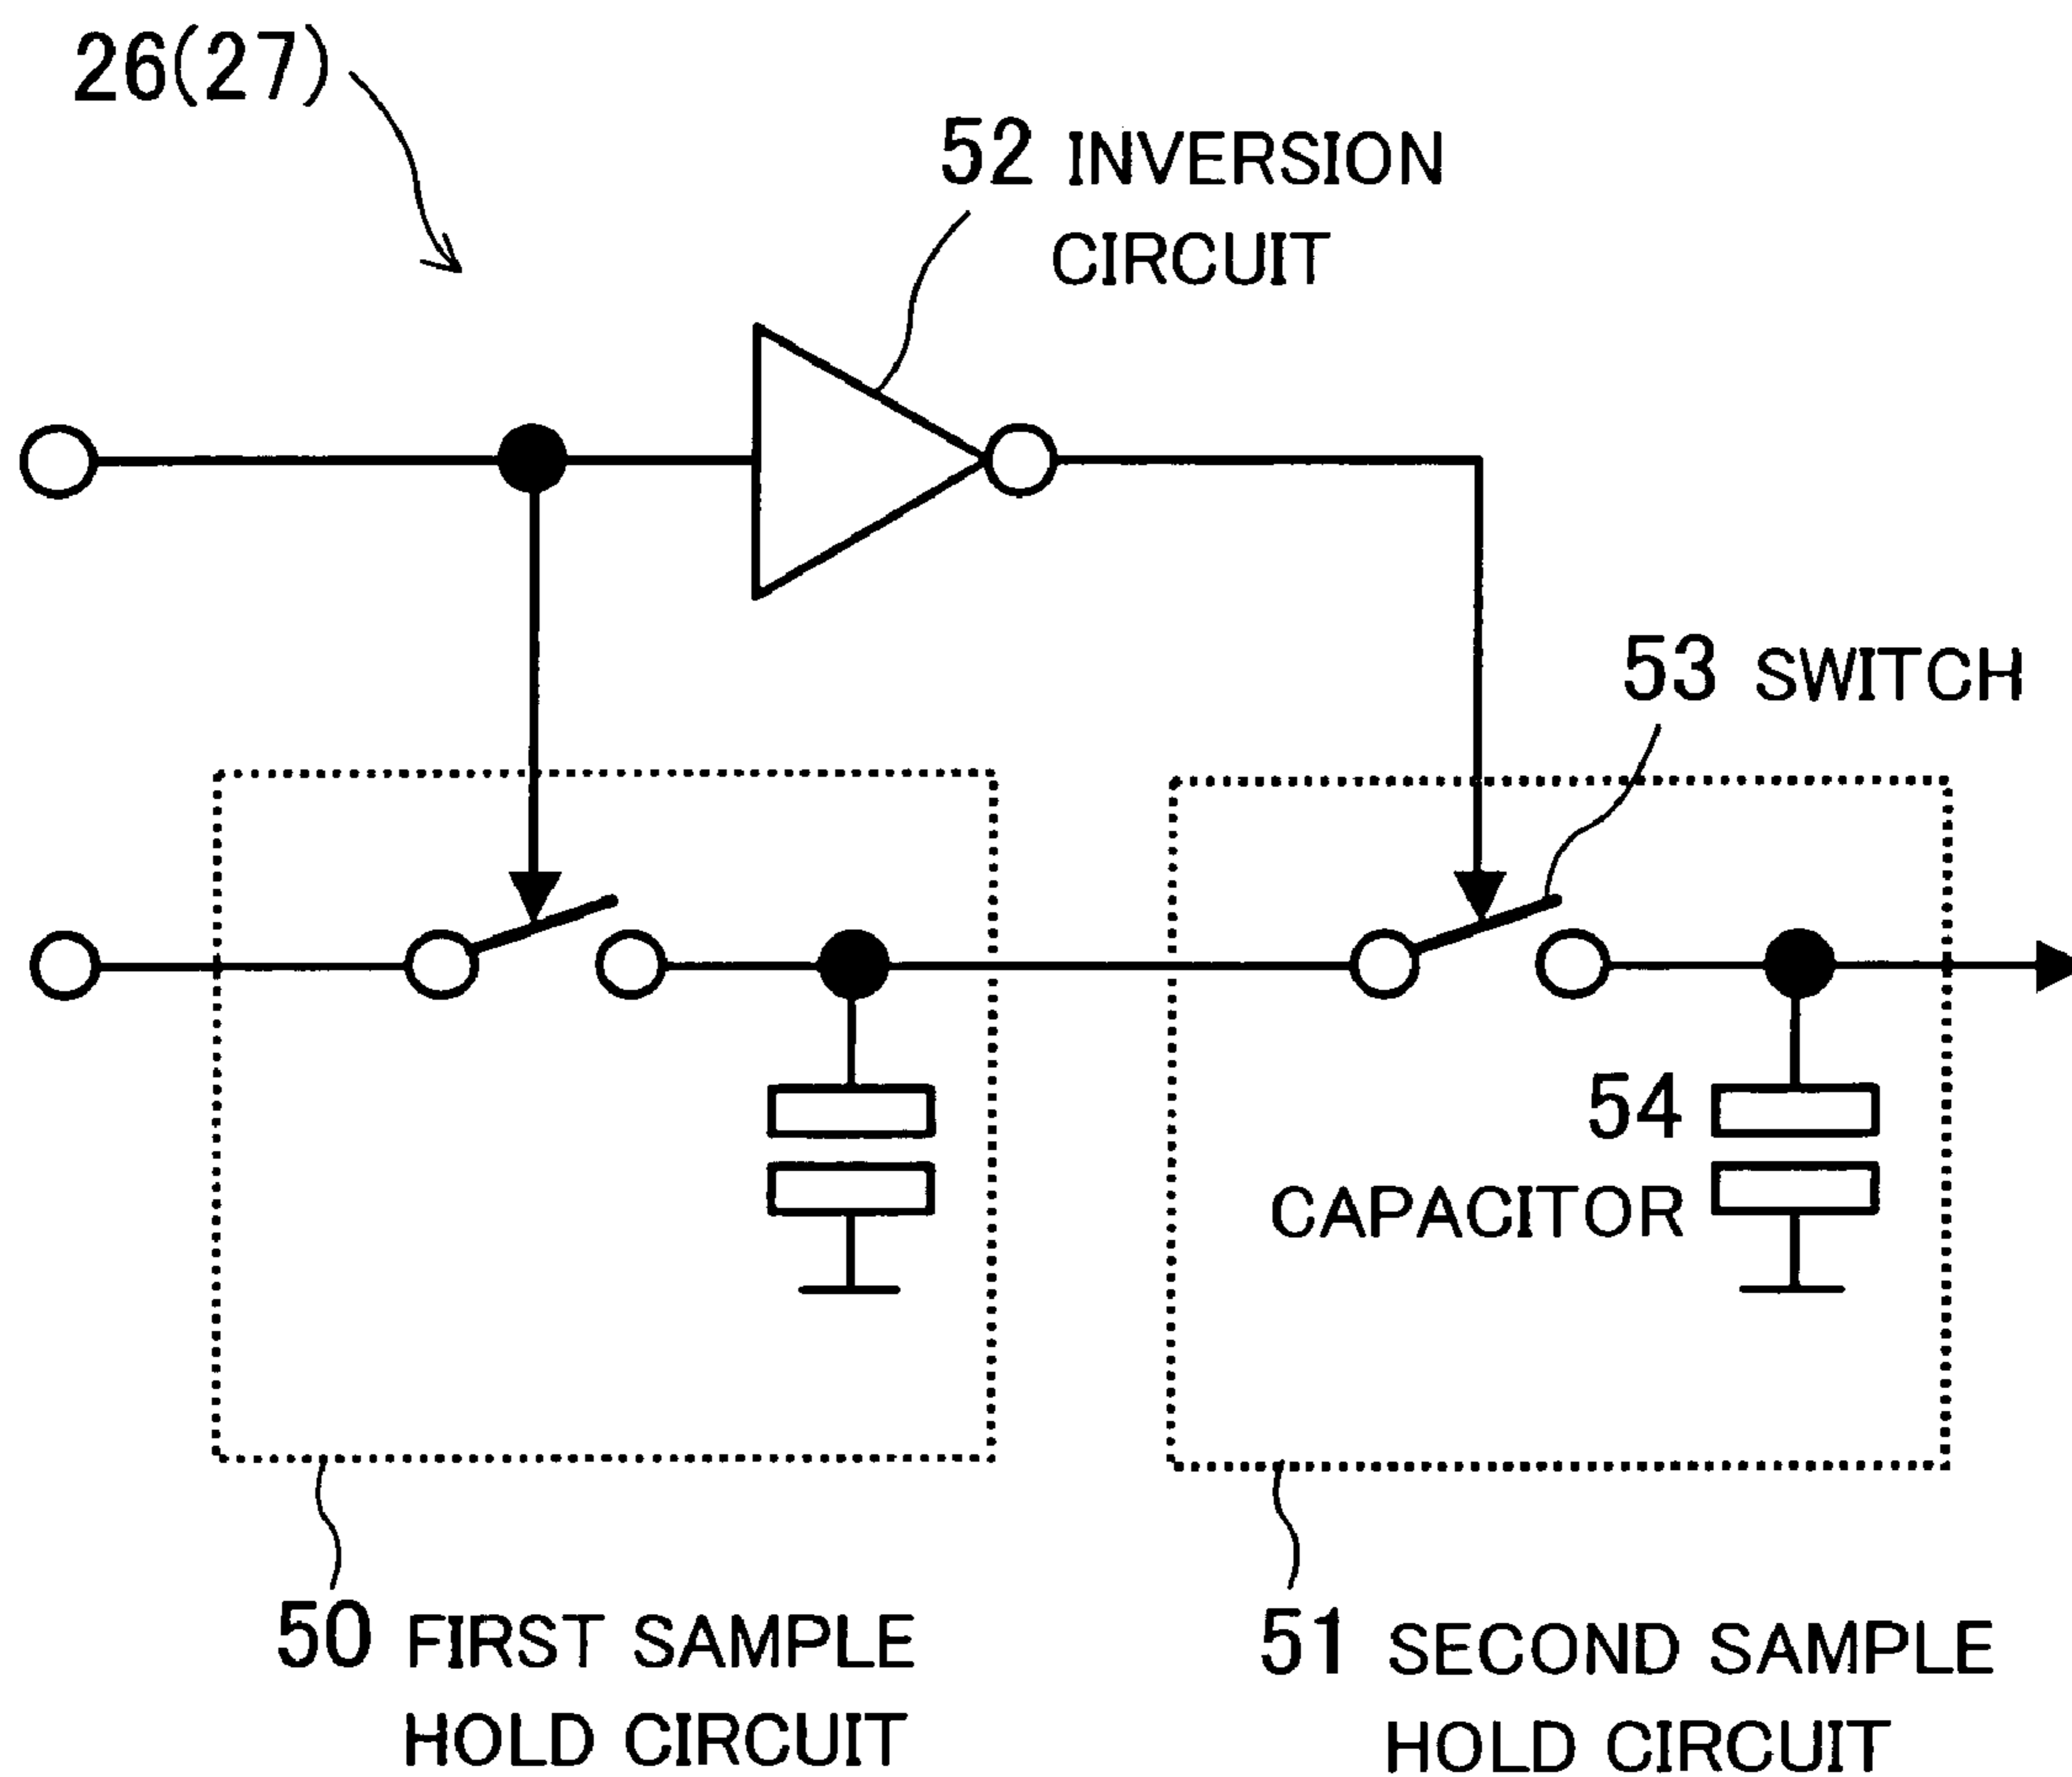 26(27)
52 INVERSION
CIRCUIT
53 SWITCH
54
CAPACITOR
50 FIRST SAMPLE
HOLD CIRCUIT
51 SECOND SAMPLE
HOLD CIRCUIT